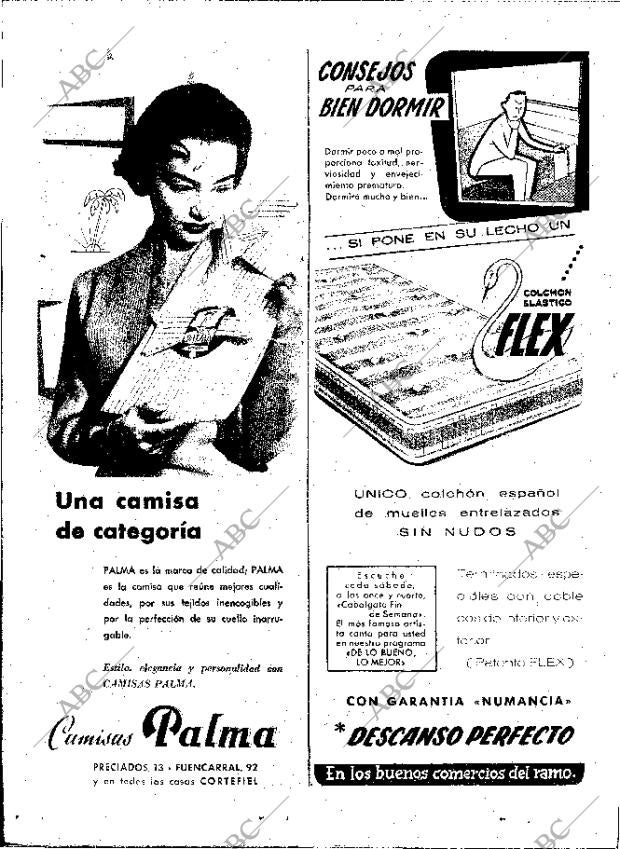 Una camisa
de categoría
PALMA es la marca de calidad; PALMA
es la camisa que reúne mejores cuali-
dades, por sus tejidos inencogibles y
por la perfección de su cuello inarru-
gable.
Estilo, elegancia y personalidad con
CAMISAS PALMA.
Camisas Palma
PRECIADOS, 13 - FUENCARRAL, 92
y en todas las casas CORTEFIEL
CONSEJOS
PARA
BIEN DORMIR
Dormir poco o mal pro-
porciona laxitud, ner-
viosidad y envejeci-
miento prematuro.
Dormirá mucho y bien...
... SI PONE EN SU LECHO UN
COLCHON
ELASTICO
FLEX
UNICO colchón español
de muelles entrelazados
SIN NUDOS
Escuche
cada sábado,
a las once y cuarto,
«Cabalgata Fin
de Semana».
El más famoso artis-
ta canta para usted
en nuestro programa
«DE LO BUENO,
LO MEJOR»
Terminados espe-
ciales con doble
cosido interior y ex-
terior
(Patente FLEX)
CON GARANTIA «NUMANCIA»
* DESCANSO PERFECTO
En los buenos comercios del ramo.